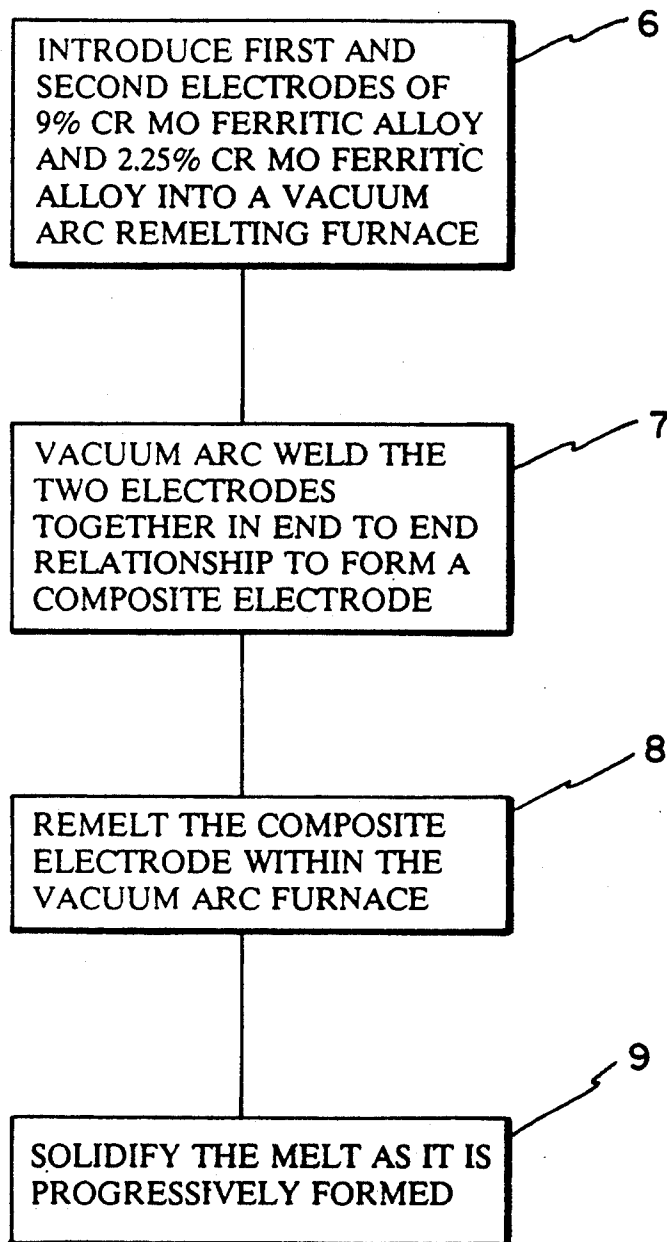 6
INTRODUCE FIRST AND
SECOND ELECTRODES OF
9% CR MO FERRITIC ALLOY
AND 2.25% CR MO FERRITIC
ALLOY INTO A VACUUM
ARC REMELTING FURNACE
7
VACUUM ARC WELD THE
TWO ELECTRODES
TOGETHER IN END TO END
RELATIONSHIP TO FORM A
COMPOSITE ELECTRODE
8
REMELT THE COMPOSITE
ELECTRODE WITHIN THE
VACUUM ARC FURNACE
9
SOLIDIFY THE MELT AS IT IS
PROGRESSIVELY FORMED